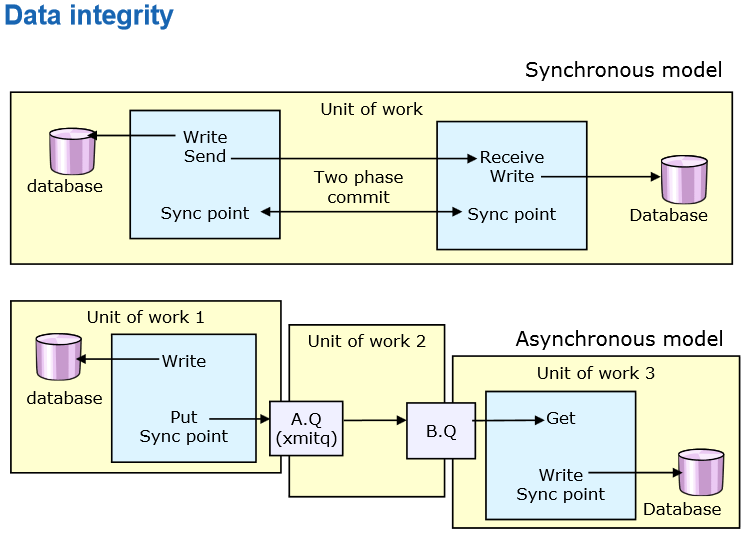 Data integrity
Synchronous model
Unit of work
Write
Send
database
Two phase
commit
Sync point
Receive
Write
Sync point
Database
Unit of work 1
Write
database
Put
Sync point
A.Q
(xmitq)
Unit of work 2
B.Q
Asynchronous model
Unit of work 3
Get
Write
Sync point
Database